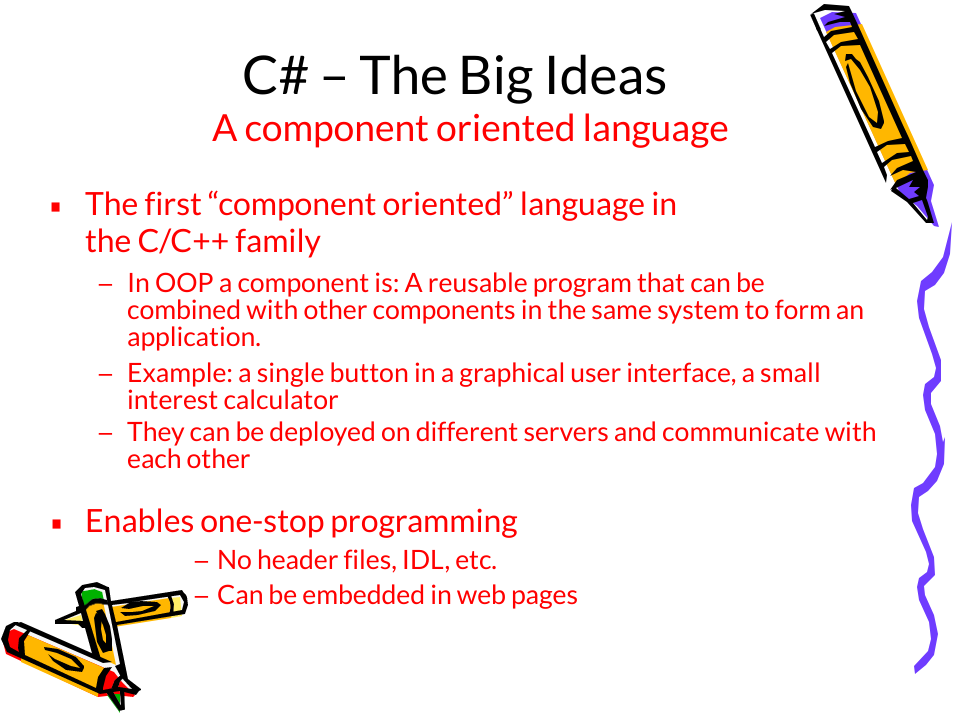 C# – The Big Ideas
A component oriented language
▪ The first “component oriented” language in
the C/C++ family
– In OOP a component is: A reusable program that can be
combined with other components in the same system to form an
application.
– Example: a single button in a graphical user interface, a small
interest calculator
– They can be deployed on different servers and communicate with
each other
▪ Enables one-stop programming
– No header files, IDL, etc.
– Can be embedded in web pages